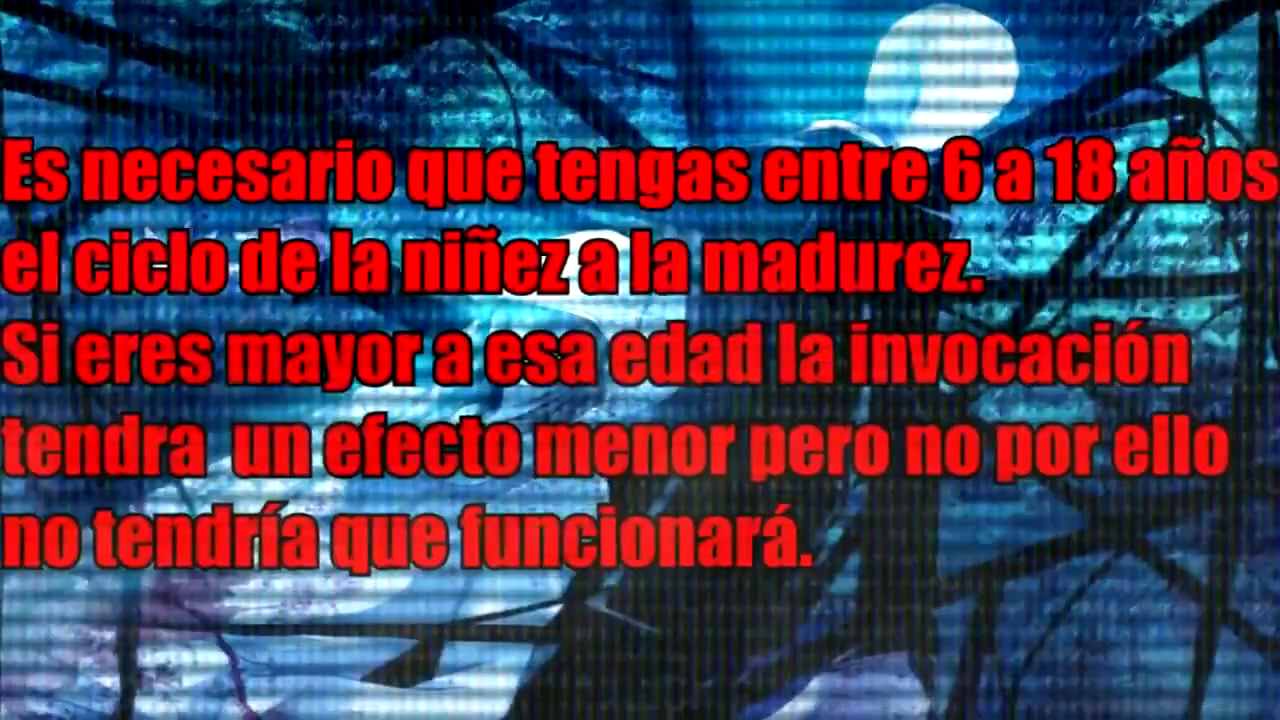 Es necesario que tengas entre 6 a 18 años
el ciclo de la niñez a la madurez.
Si eres mayor a esa edad la invocación
tendra un efecto menor pero no por ello
no tendría que funcionará.